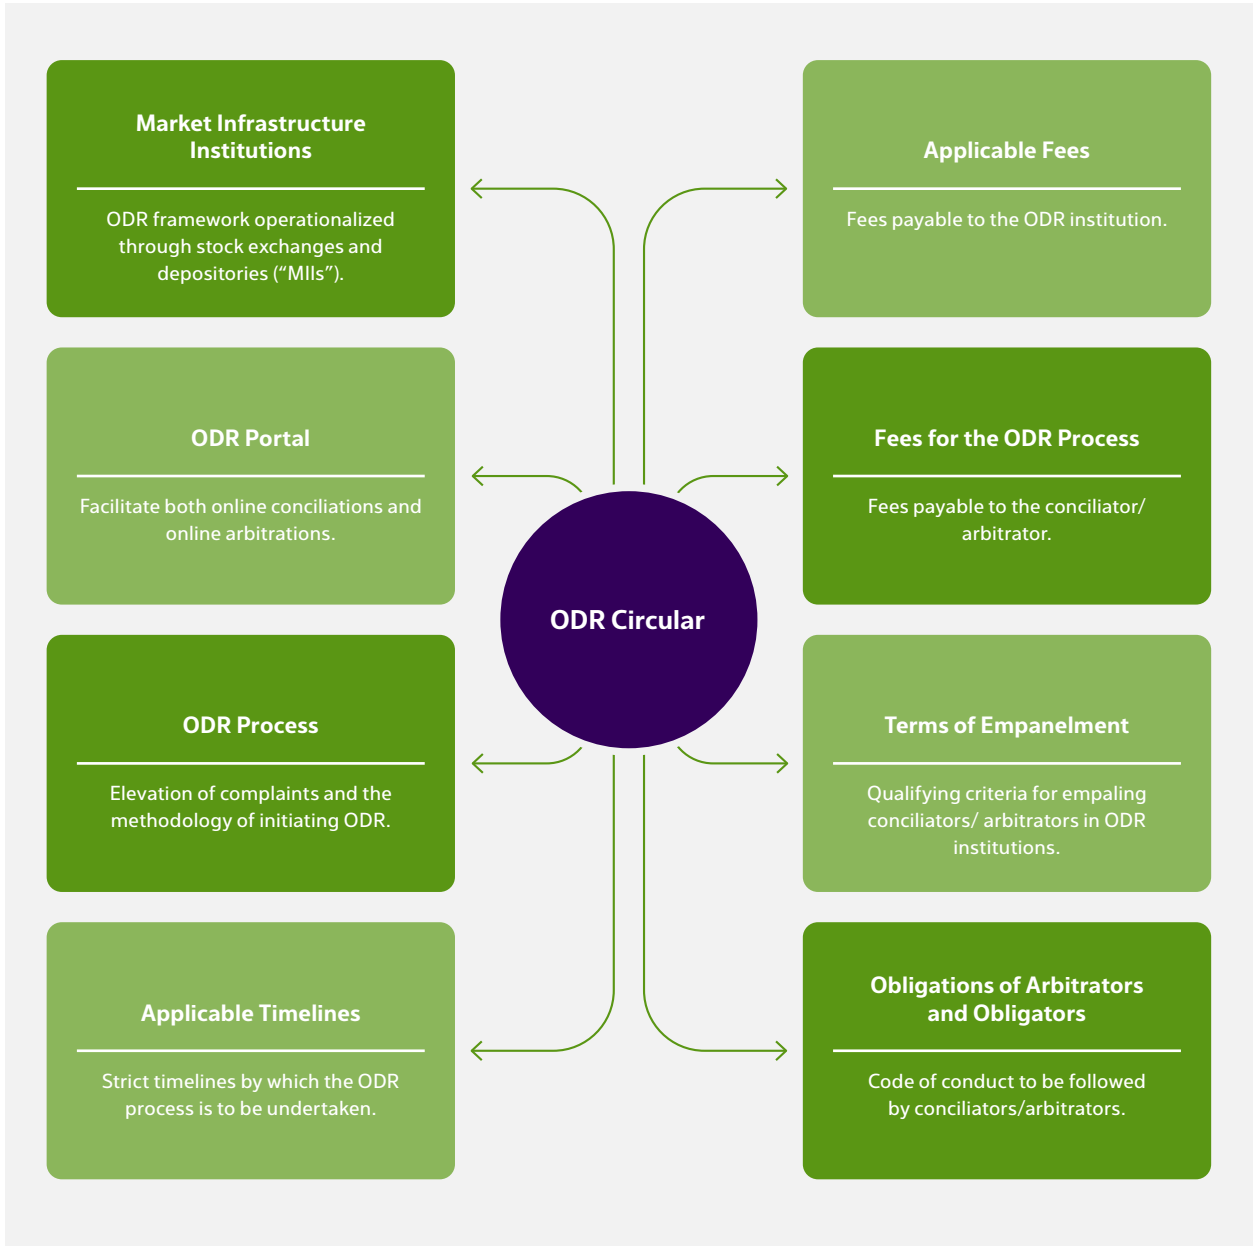 Market Infrastructure
Institutions
ODR framework operationalized
through stock exchanges and
depositories (“MIIs”).
ODR Portal
Facilitate both online conciliations and
online arbitrations.
ODR Process
Elevation of complaints and the
methodology of initiating ODR.
Applicable Timelines
Strict timelines by which the ODR
process is to be undertaken.
ODR Circular
Applicable Fees
Fees payable to the ODR institution.
Fees for the ODR Process
Fees payable to the conciliator/
arbitrator.
Terms of Empanelment
Qualifying criteria for empaling
conciliators/ arbitrators in ODR
institutions.
Obligations of Arbitrators
and Obligators
Code of conduct to be followed
by conciliators/arbitrators.